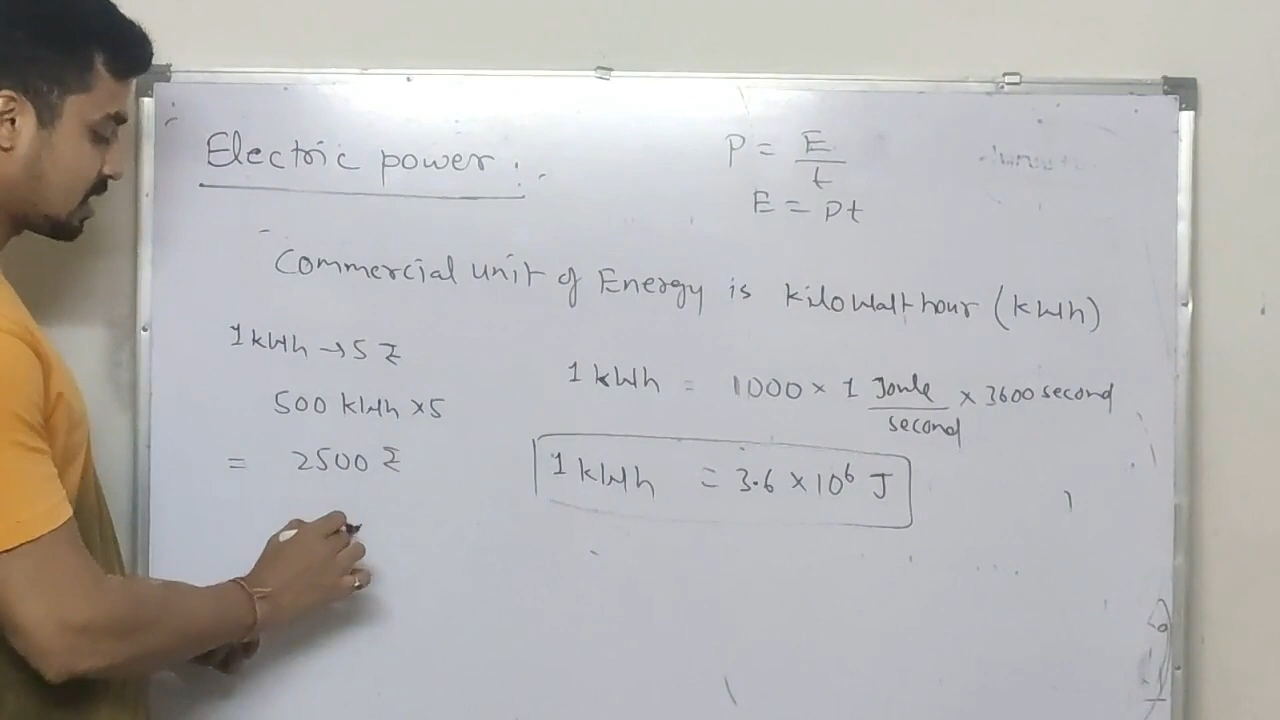 Electric power :-
P = E/t
E = Pt
Commercial unit of Energy is kilowatt hour (kWh)
1 kWh → 5 ₹
500 kWh × 5
= 2500 ₹
1 kWh = 1000 × 1 Joule/second × 3600 second
1 kWh = 3.6 × 10⁶ J